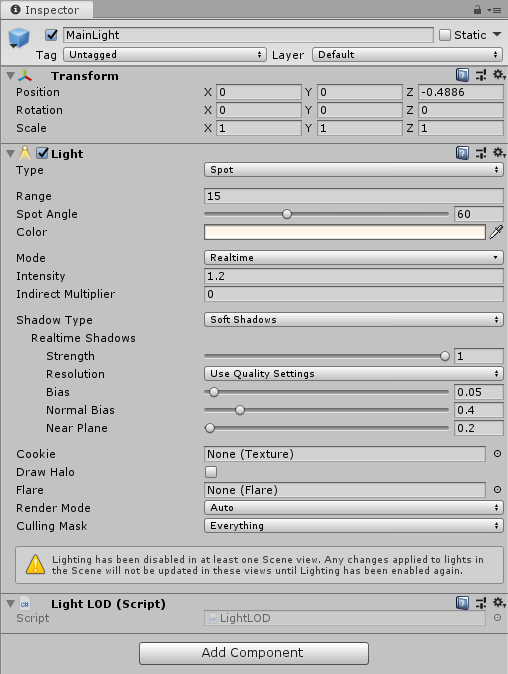 Inspector
MainLight Static
Tag Untagged Layer Default
Transform
Position X 0 Y 0 Z -0.4886
Rotation X 0 Y 0 Z 0
Scale X 1 Y 1 Z 1
Light
Type Spot
Range 15
Spot Angle 60
Color
Mode Realtime
Intensity 1.2
Indirect Multiplier 0
Shadow Type Soft Shadows
Realtime Shadows
Strength 1
Resolution Use Quality Settings
Bias 0.05
Normal Bias 0.4
Near Plane 0.2
Cookie None (Texture)
Draw Halo
Flare None (Flare)
Render Mode Auto
Culling Mask Everything
Lighting has been disabled in at least one Scene view. Any changes applied to lights in
the Scene will not be updated in these views until Lighting has been enabled again.
C# Light LOD (Script)
Script LightLOD
Add Component